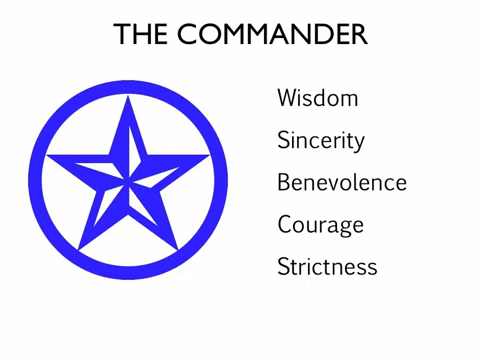 THE COMMANDER
Wisdom
Sincerity
Benevolence
Courage
Strictness